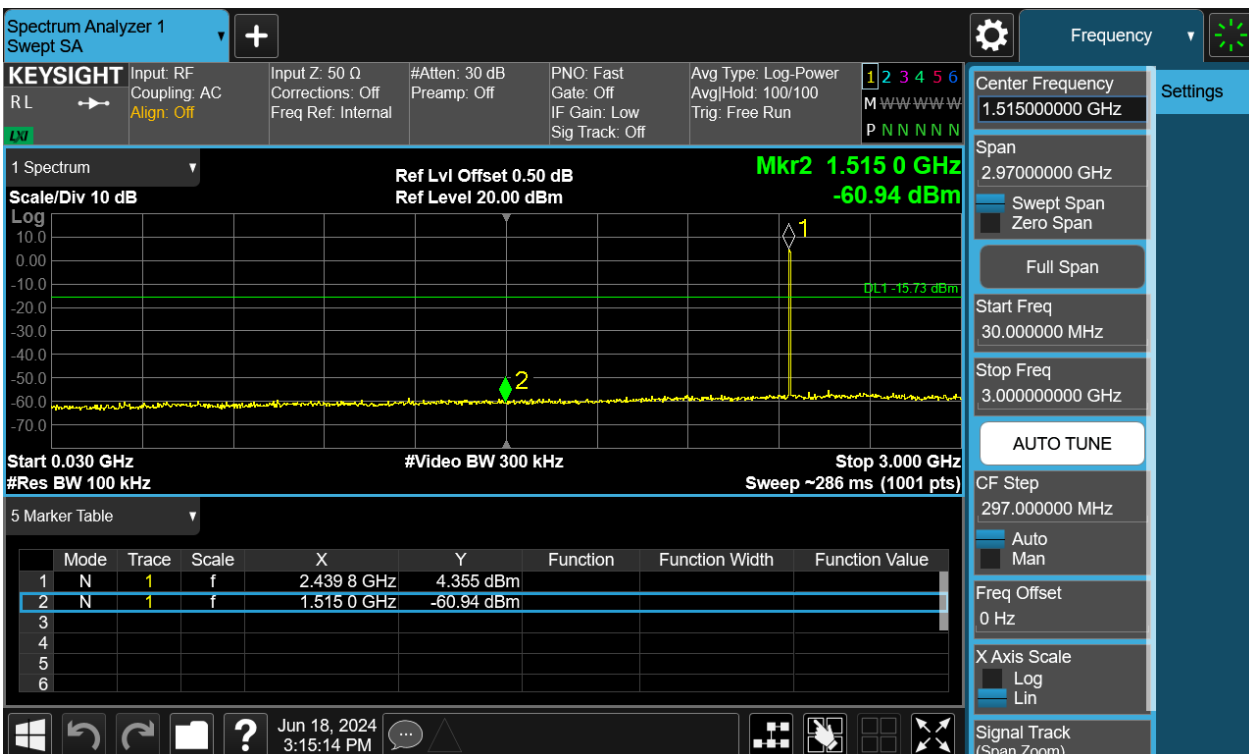 Spectrum Analyzer 1
Swept SA
Frequency
KEYSIGHT
RL
LXI
Input: RF
Coupling: AC
Align: Off
Input Z: 50 Ω
Corrections: Off
Freq Ref: Internal
#Atten: 30 dB
Preamp: Off
PNO: Fast
Gate: Off
IF Gain: Low
Sig Track: Off
Avg Type: Log-Power
Avg|Hold: 100/100
Trig: Free Run
1 2 3 4 5 6
M W W W W W
P N N N N N
1 Spectrum
Scale/Div 10 dB
Ref Lvl Offset 0.50 dB
Ref Level 20.00 dBm
Mkr2 1.515 0 GHz
-60.94 dBm
Log
10.0
0.00
-10.0
-20.0
-30.0
-40.0
-50.0
-60.0
-70.0
1
DL1 -15.73 dBm
2
Start 0.030 GHz
#Video BW 300 kHz
Stop 3.000 GHz
#Res BW 100 kHz
Sweep ~286 ms (1001 pts)
5 Marker Table
Mode Trace Scale X Y Function Function Width Function Value
1 N 1 f 2.439 8 GHz 4.355 dBm
2 N 1 f 1.515 0 GHz -60.94 dBm
3
4
5
6
?
Jun 18, 2024
3:15:14 PM
Center Frequency
1.515000000 GHz
Settings
Span
2.97000000 GHz
Swept Span
Zero Span
Full Span
Start Freq
30.000000 MHz
Stop Freq
3.000000000 GHz
AUTO TUNE
CF Step
297.000000 MHz
Auto
Man
Freq Offset
0 Hz
X Axis Scale
Log
Lin
Signal Track
(Span Zoom)